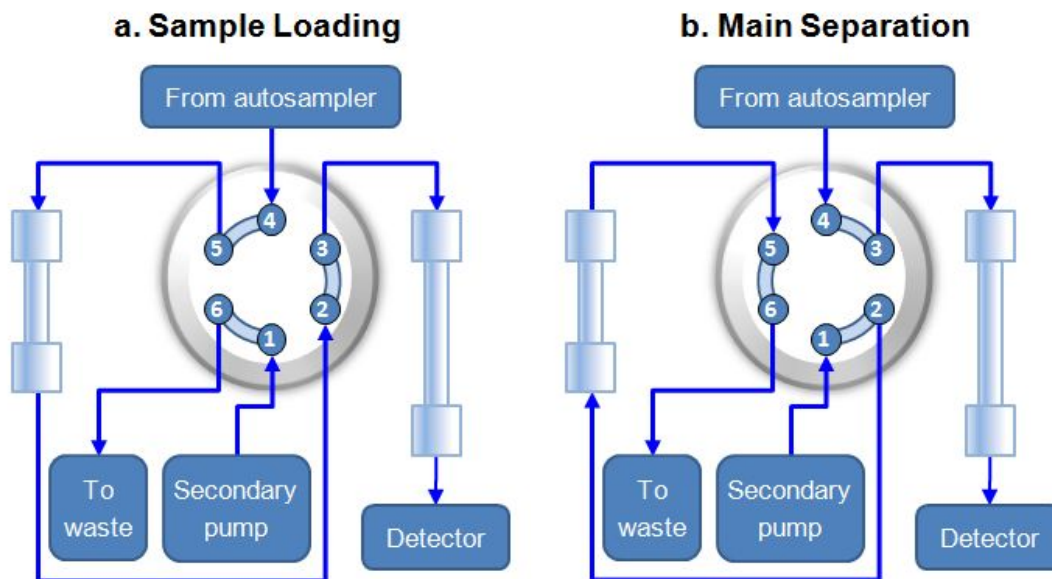 a. Sample Loading
From autosampler
4
5
3
6
2
1
To
waste
Secondary
pump
Detector
b. Main Separation
From autosampler
4
5
3
6
2
1
To
waste
Secondary
pump
Detector